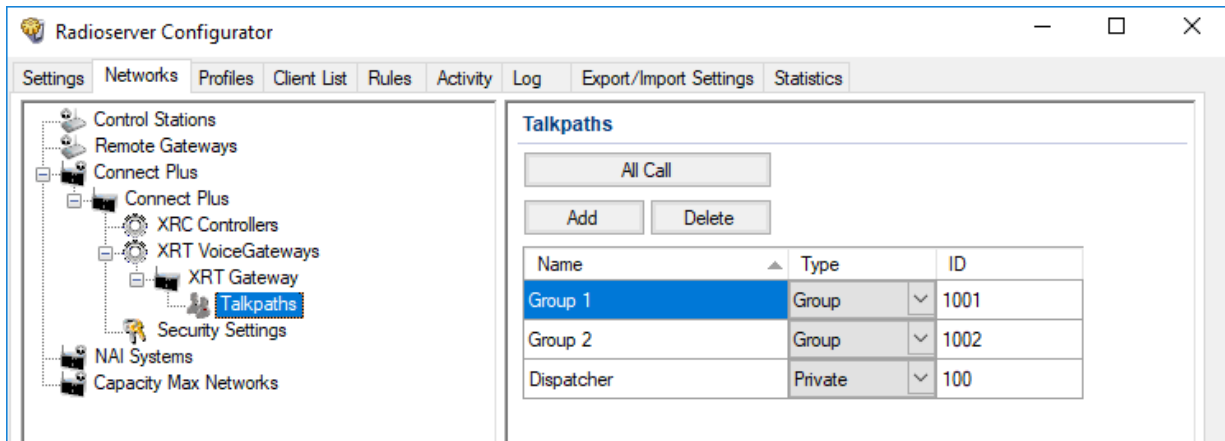 Radioserver Configurator
Settings Networks Profiles Client List Rules Activity Log Export/Import Settings Statistics
Control Stations
Remote Gateways
Connect Plus
Connect Plus
XRC Controllers
XRT VoiceGateways
XRT Gateway
Talkpaths
Security Settings
NAI Systems
Capacity Max Networks
Talkpaths
All Call
Add Delete
Name Type ID
Group 1 Group 1001
Group 2 Group 1002
Dispatcher Private 100